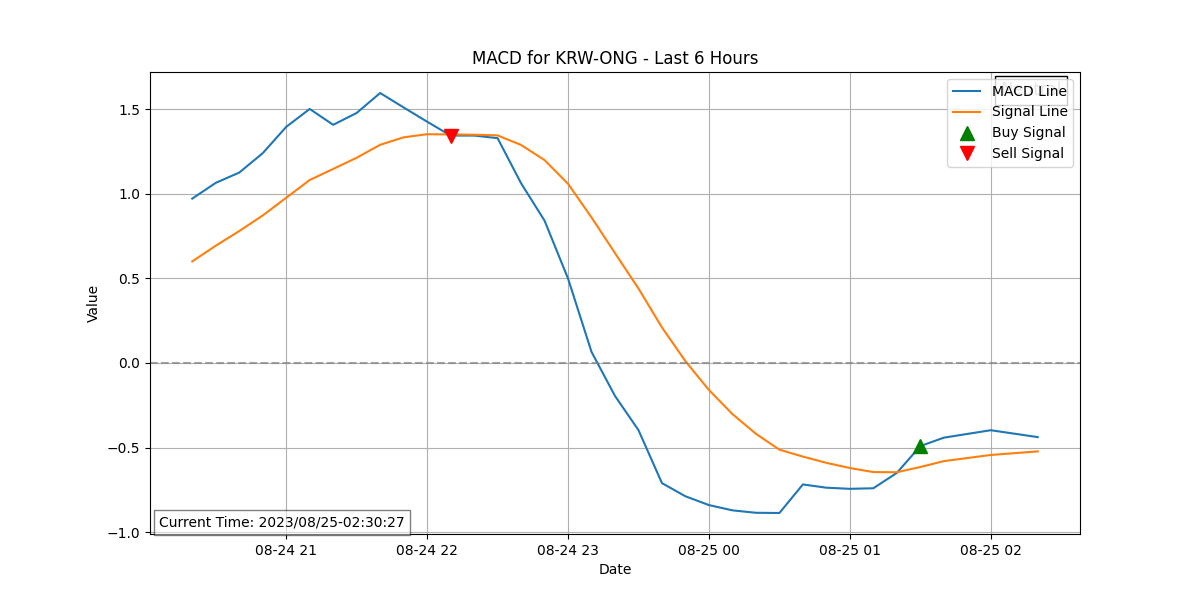 MACD for KRW-ONG - Last 6 Hours
MACD Line
Signal Line
Buy Signal
Sell Signal
Value
1.5
1.0
0.5
0.0
−0.5
−1.0
Current Time: 2023/08/25-02:30:27
08-24 21
08-24 22
08-24 23
08-25 00
08-25 01
08-25 02
Date